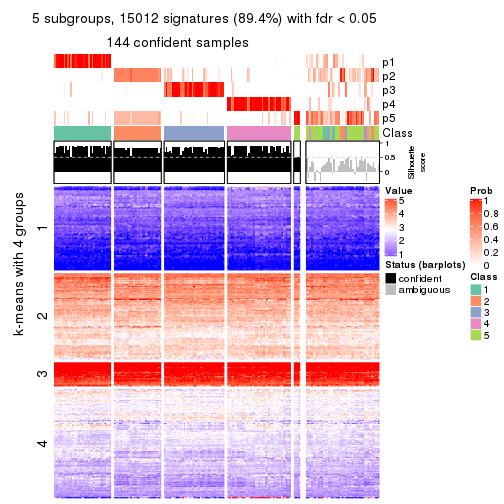 5 subgroups, 15012 signatures (89.4%) with fdr < 0.05
144 confident samples
p1
p2
p3
p4
p5
Class
1
0.5
0
Silhouette
score
k-means with 4 groups
1
2
3
4
Value
5
4
3
2
1
Status (barplots)
confident
ambiguous
Prob
1
0.8
0.6
0.4
0.2
0
Class
1
2
3
4
5